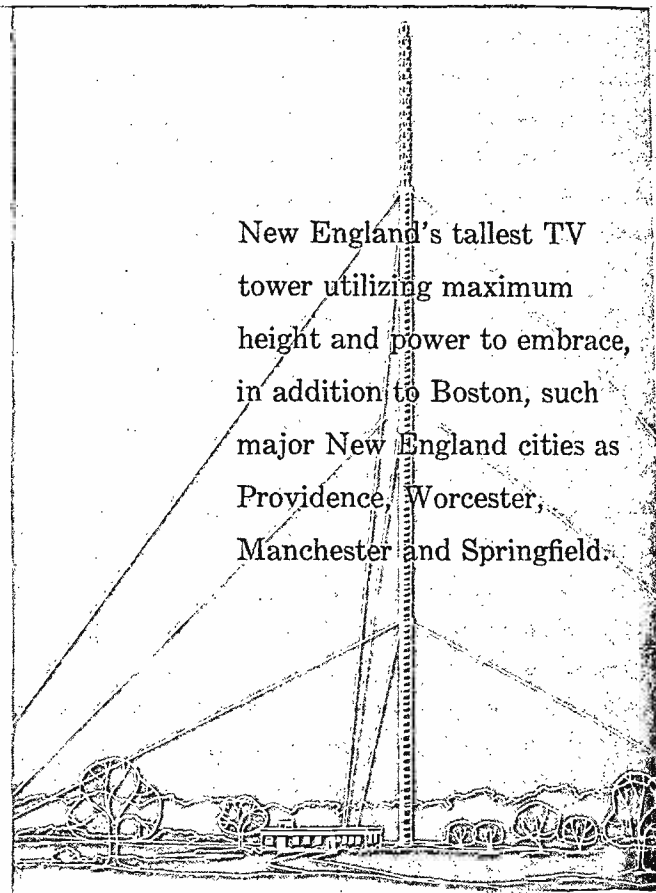 New England's tallest TV
tower utilizing maximum
height and power to embrace,
in addition to Boston, such
major New England cities as
Providence, Worcester,
Manchester and Springfield.